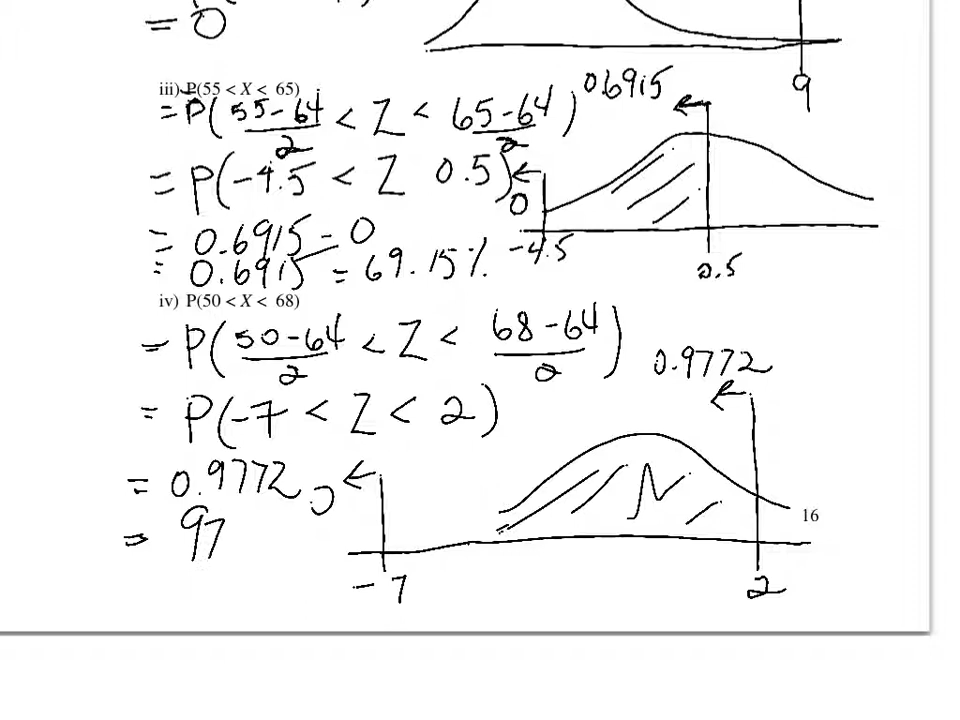 = 0
9
iii) P(55 < X < 65)
= P( 55-64/2 < Z < 65-64/2 )
0.6915
= P(-4.5 < Z 0.5)
0
= 0.6915 - 0
-4.5
0.5
= 0.6915 = 69.15%
iv) P(50 < X < 68)
= P( 50-64/2 < Z < 68-64/2 )
0.9772
= P(-7 < Z < 2)
= 0.9772
0
= 97
16
-7
2